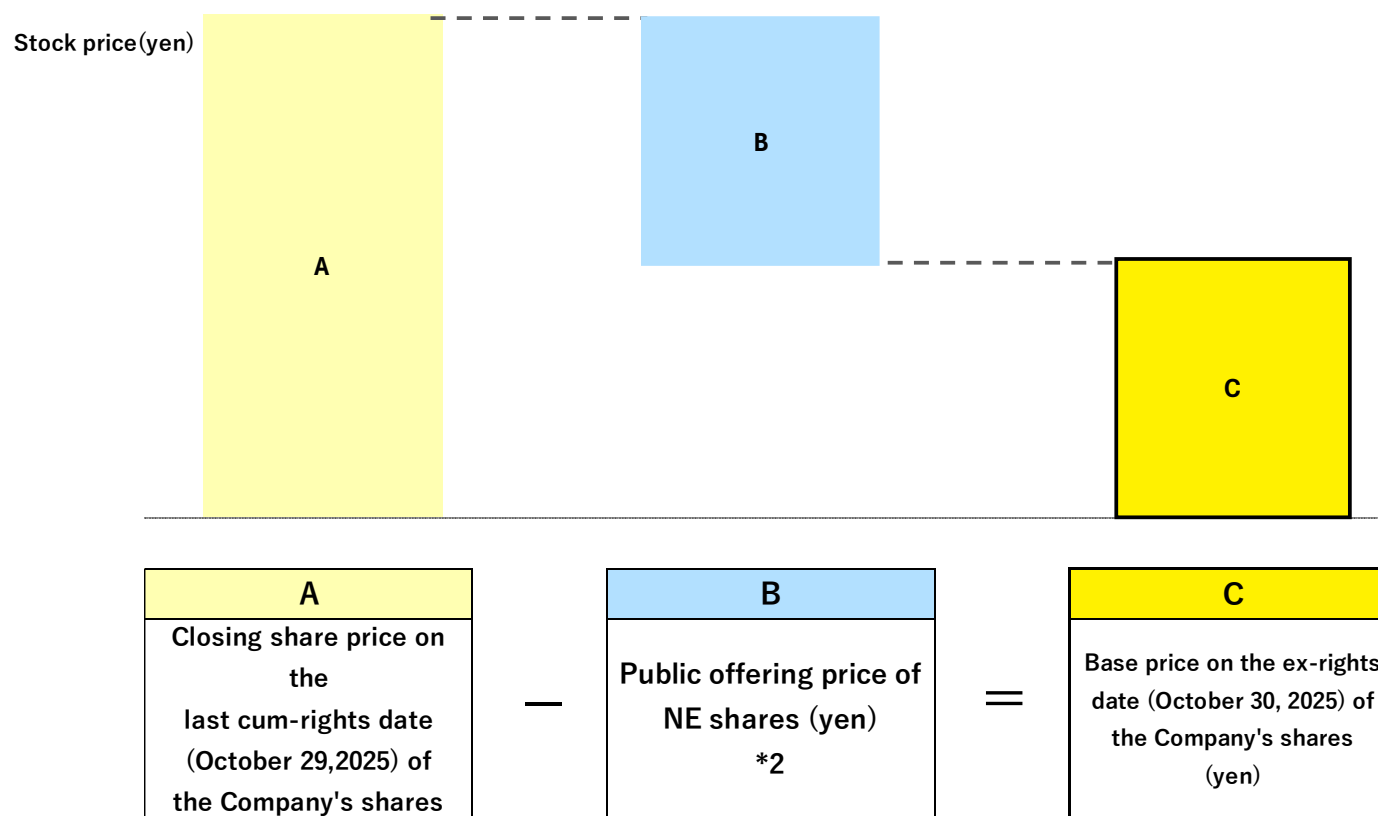 Stock price(yen)
A
B
C
A
Closing share price on
the
last cum-rights date
(October 29,2025) of
the Company's shares
−
B
Public offering price of
NE shares (yen)
*2
=
C
Base price on the ex-rights
date (October 30, 2025) of
the Company's shares
(yen)